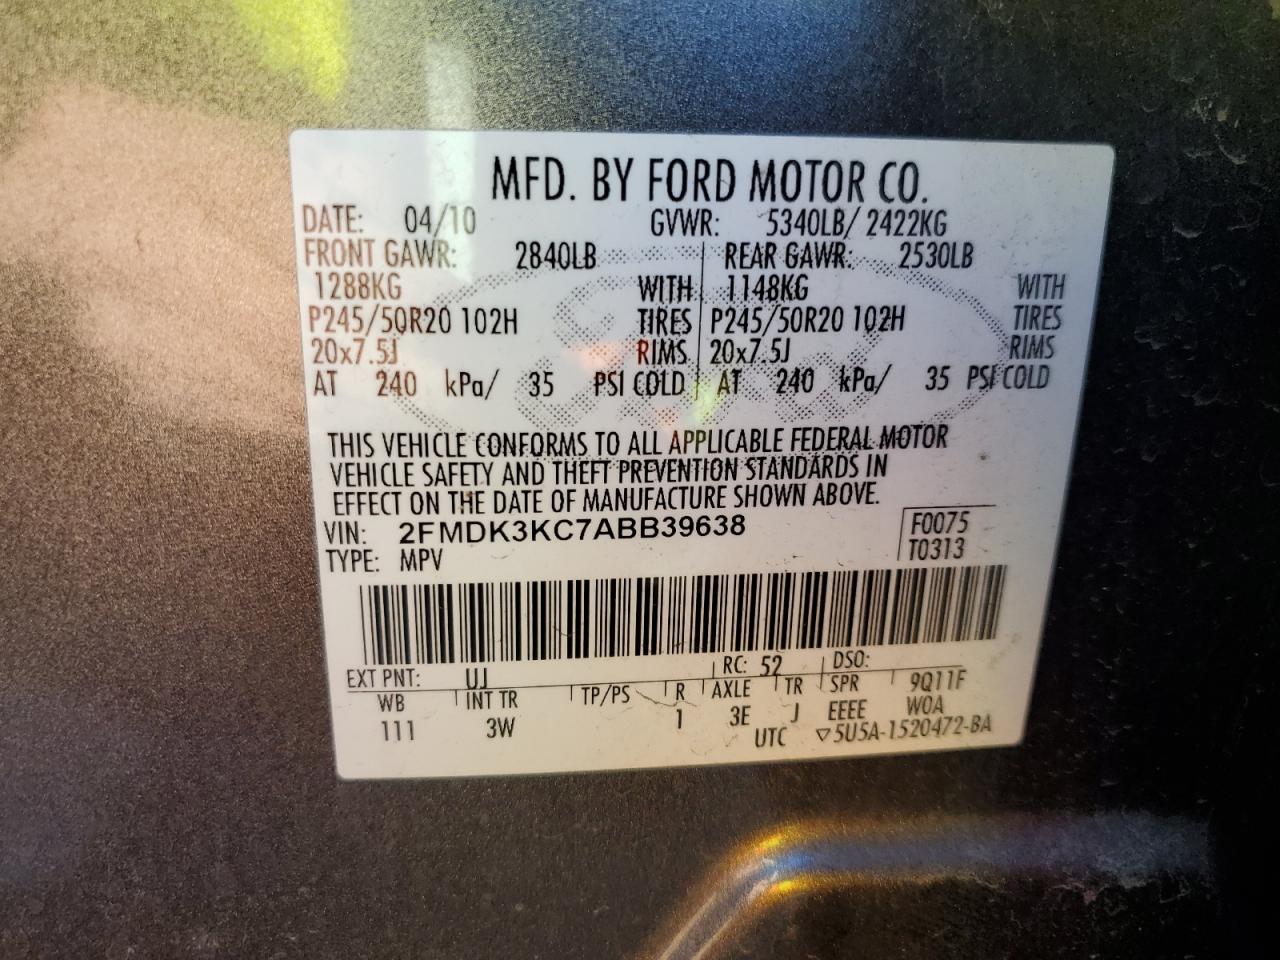 MFD. BY FORD MOTOR CO.
DATE: 04/10 GVWR: 5340LB/ 2422KG
FRONT GAWR: 2840LB REAR GAWR: 2530LB
1288KG WITH 1148KG WITH
P245/50R20 102H TIRES P245/50R20 102H TIRES
20x7.5J RIMS 20x7.5J RIMS
AT 240 kPa/ 35 PSI COLD AT 240 kPa/ 35 PSI COLD
Ford
THIS VEHICLE CONFORMS TO ALL APPLICABLE FEDERAL MOTOR
VEHICLE SAFETY AND THEFT PREVENTION STANDARDS IN
EFFECT ON THE DATE OF MANUFACTURE SHOWN ABOVE.
VIN: 2FMDK3KC7ABB39638 F0075
TYPE: MPV T0313
EXT PNT: UJ RC: 52 DSO:
WB INT TR TP/PS R AXLE TR SPR 9Q11F
111 3W 1 3E J EEEE W0A
UTC ▽5U5A-1520472-BA